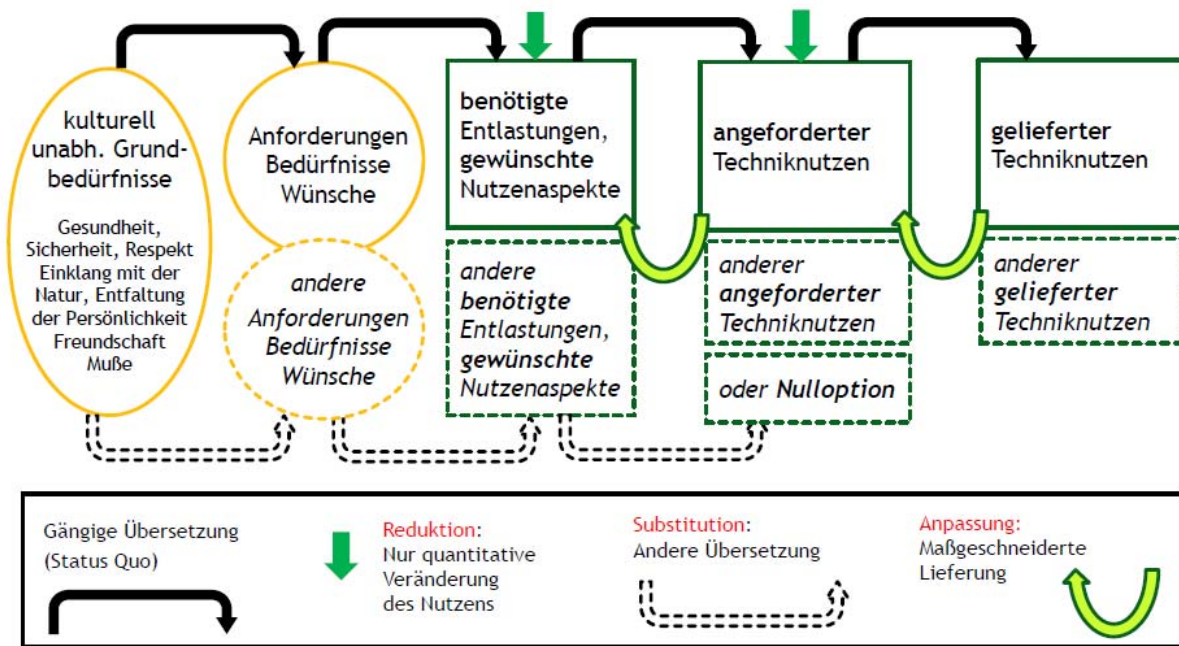 kulturell
unabh. Grund-
bedürfnisse
Gesundheit,
Sicherheit, Respekt
Einklang mit der
Natur, Entfaltung
der Persönlichkeit
Freundschaft
Muße
Anforderungen
Bedürfnisse
Wünsche
andere
Anforderungen
Bedürfnisse
Wünsche
benötigte
Entlastungen,
gewünschte
Nutzenaspekte
andere
benötigte
Entlastungen,
gewünschte
Nutzenaspekte
angeforderter
Techniknutzen
anderer
angeforderter
Techniknutzen
oder Nulloption
gelieferter
Techniknutzen
anderer
gelieferter
Techniknutzen
Gängige Übersetzung
(Status Quo)
Reduktion:
Nur quantitative
Veränderung
des Nutzens
Substitution:
Andere Übersetzung
Anpassung:
Maßgeschneiderte
Lieferung